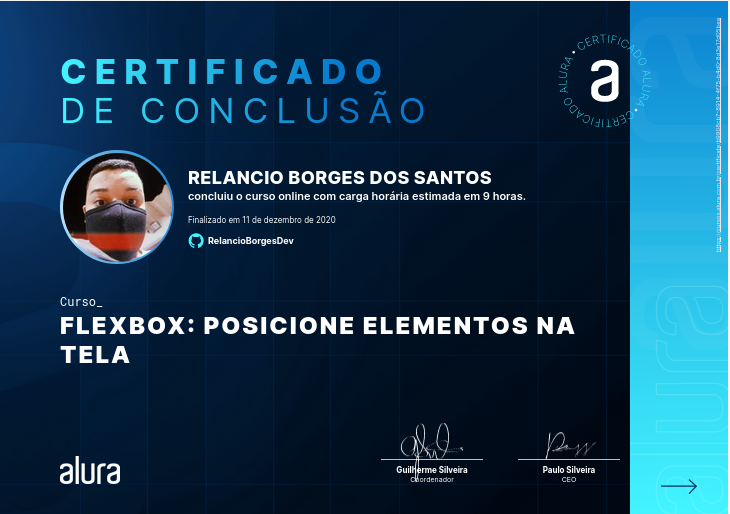 CERTIFICADO
DE CONCLUSÃO
CERTIFICADO ALURA • CERTIFICADO ALURA •
a
RELANCIO BORGES DOS SANTOS
concluiu o curso online com carga horária estimada em 9 horas.
Finalizado em 11 de dezembro de 2020
RelancioBorgesDev
Curso_
FLEXBOX: POSICIONE ELEMENTOS NA
TELA
alura
Guilherme Silveira
Coordenador
Paulo Silveira
CEO
alura